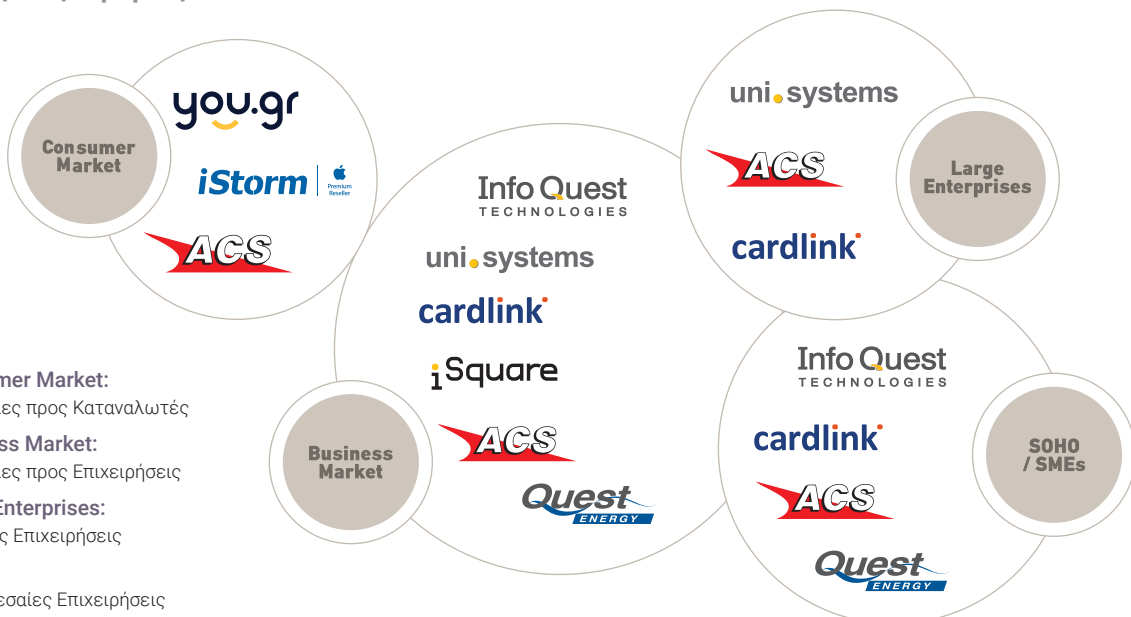 Consumer
Market
you.gr
iStorm
Premium
Reseller
ACS
Info Quest
TECHNOLOGIES
uni.systems
cardlink
iSquare
ACS
Quest
ENERGY
Business
Market
uni.systems
ACS
cardlink
Large
Enterprises
Info Quest
TECHNOLOGIES
cardlink
ACS
Quest
ENERGY
SOHO
/ SMEs
mer Market:
ες προς Καταναλωτές
ss Market:
ες προς Επιχειρήσεις
Enterprises:
ς Επιχειρήσεις
εσαίες Επιχειρήσεις